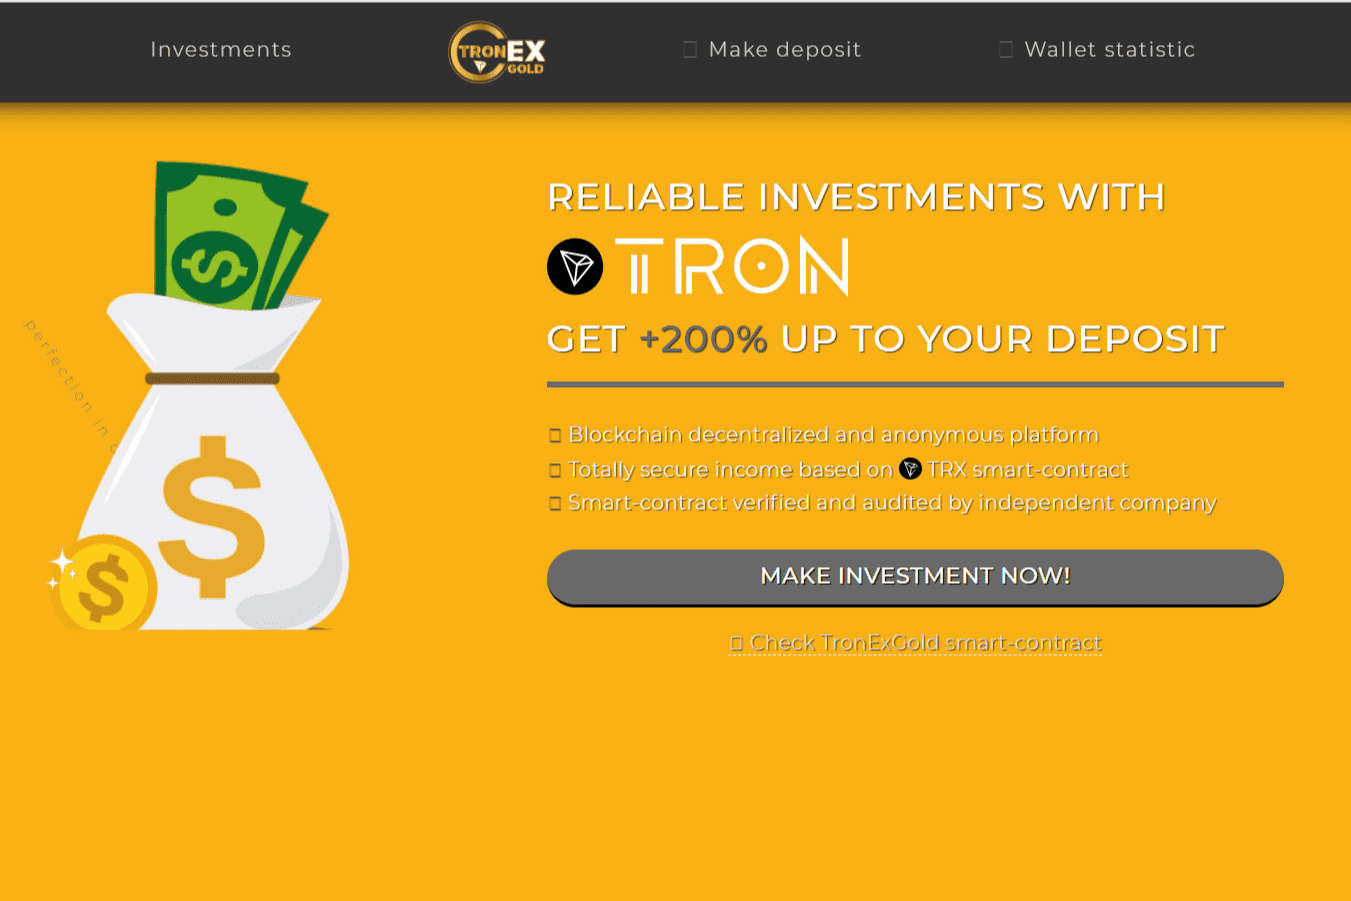 Investments
TRONEX
GOLD
Make deposit
Wallet statistic
RELIABLE INVESTMENTS WITH
TRON
GET +200% UP TO YOUR DEPOSIT
perfection in
Blockchain decentralized and anonymous platform
Totally secure income based on TRX smart-contract
Smart-contract verified and audited by independent company
MAKE INVESTMENT NOW!
Check TronExGold smart-contract
$
$
$